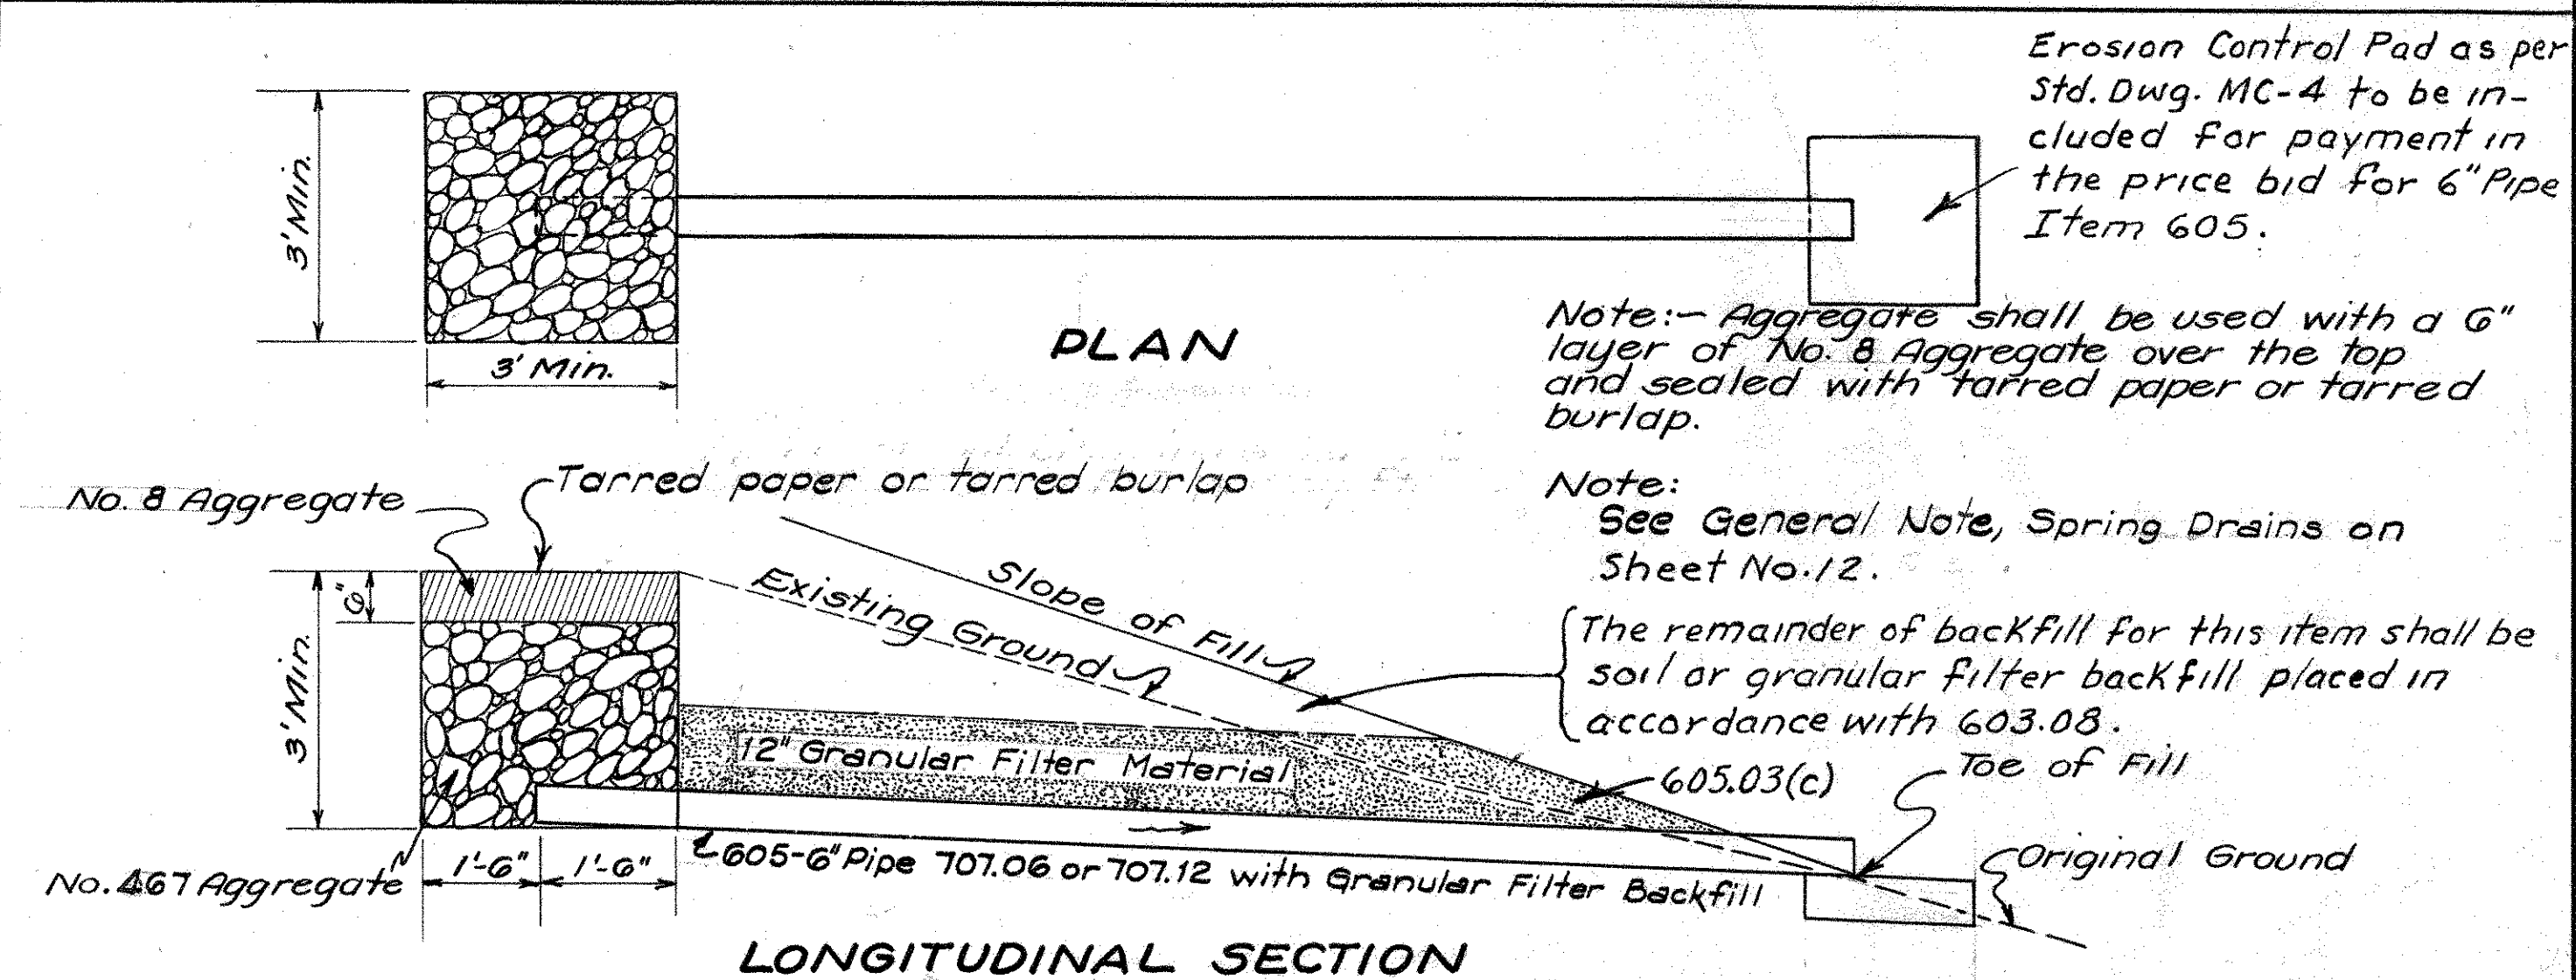 Erosion Control Pad as per
Std. Dwg. MC-4 to be in-
cluded for payment in
the price bid for 6" Pipe
Item 605.
3' Min.
3' Min.
PLAN
Note:- Aggregate shall be used with a 6"
layer of No. 8 Aggregate over the top
and sealed with tarred paper or tarred
burlap.
Note:
See General Note, Spring Drains on
Sheet No. 12.
No. 8 Aggregate
Tarred paper or tarred burlap
6"
3' Min.
Existing Ground
Slope of Fill
The remainder of backfill for this item shall be
soil or granular filter backfill placed in
accordance with 603.08.
12" Granular Filter Material
605.03(c)
Toe of Fill
Original Ground
No. 467 Aggregate
1'-6"
1'-6"
605-6" Pipe 707.06 or 707.12 with Granular Filter Backfill
LONGITUDINAL SECTION